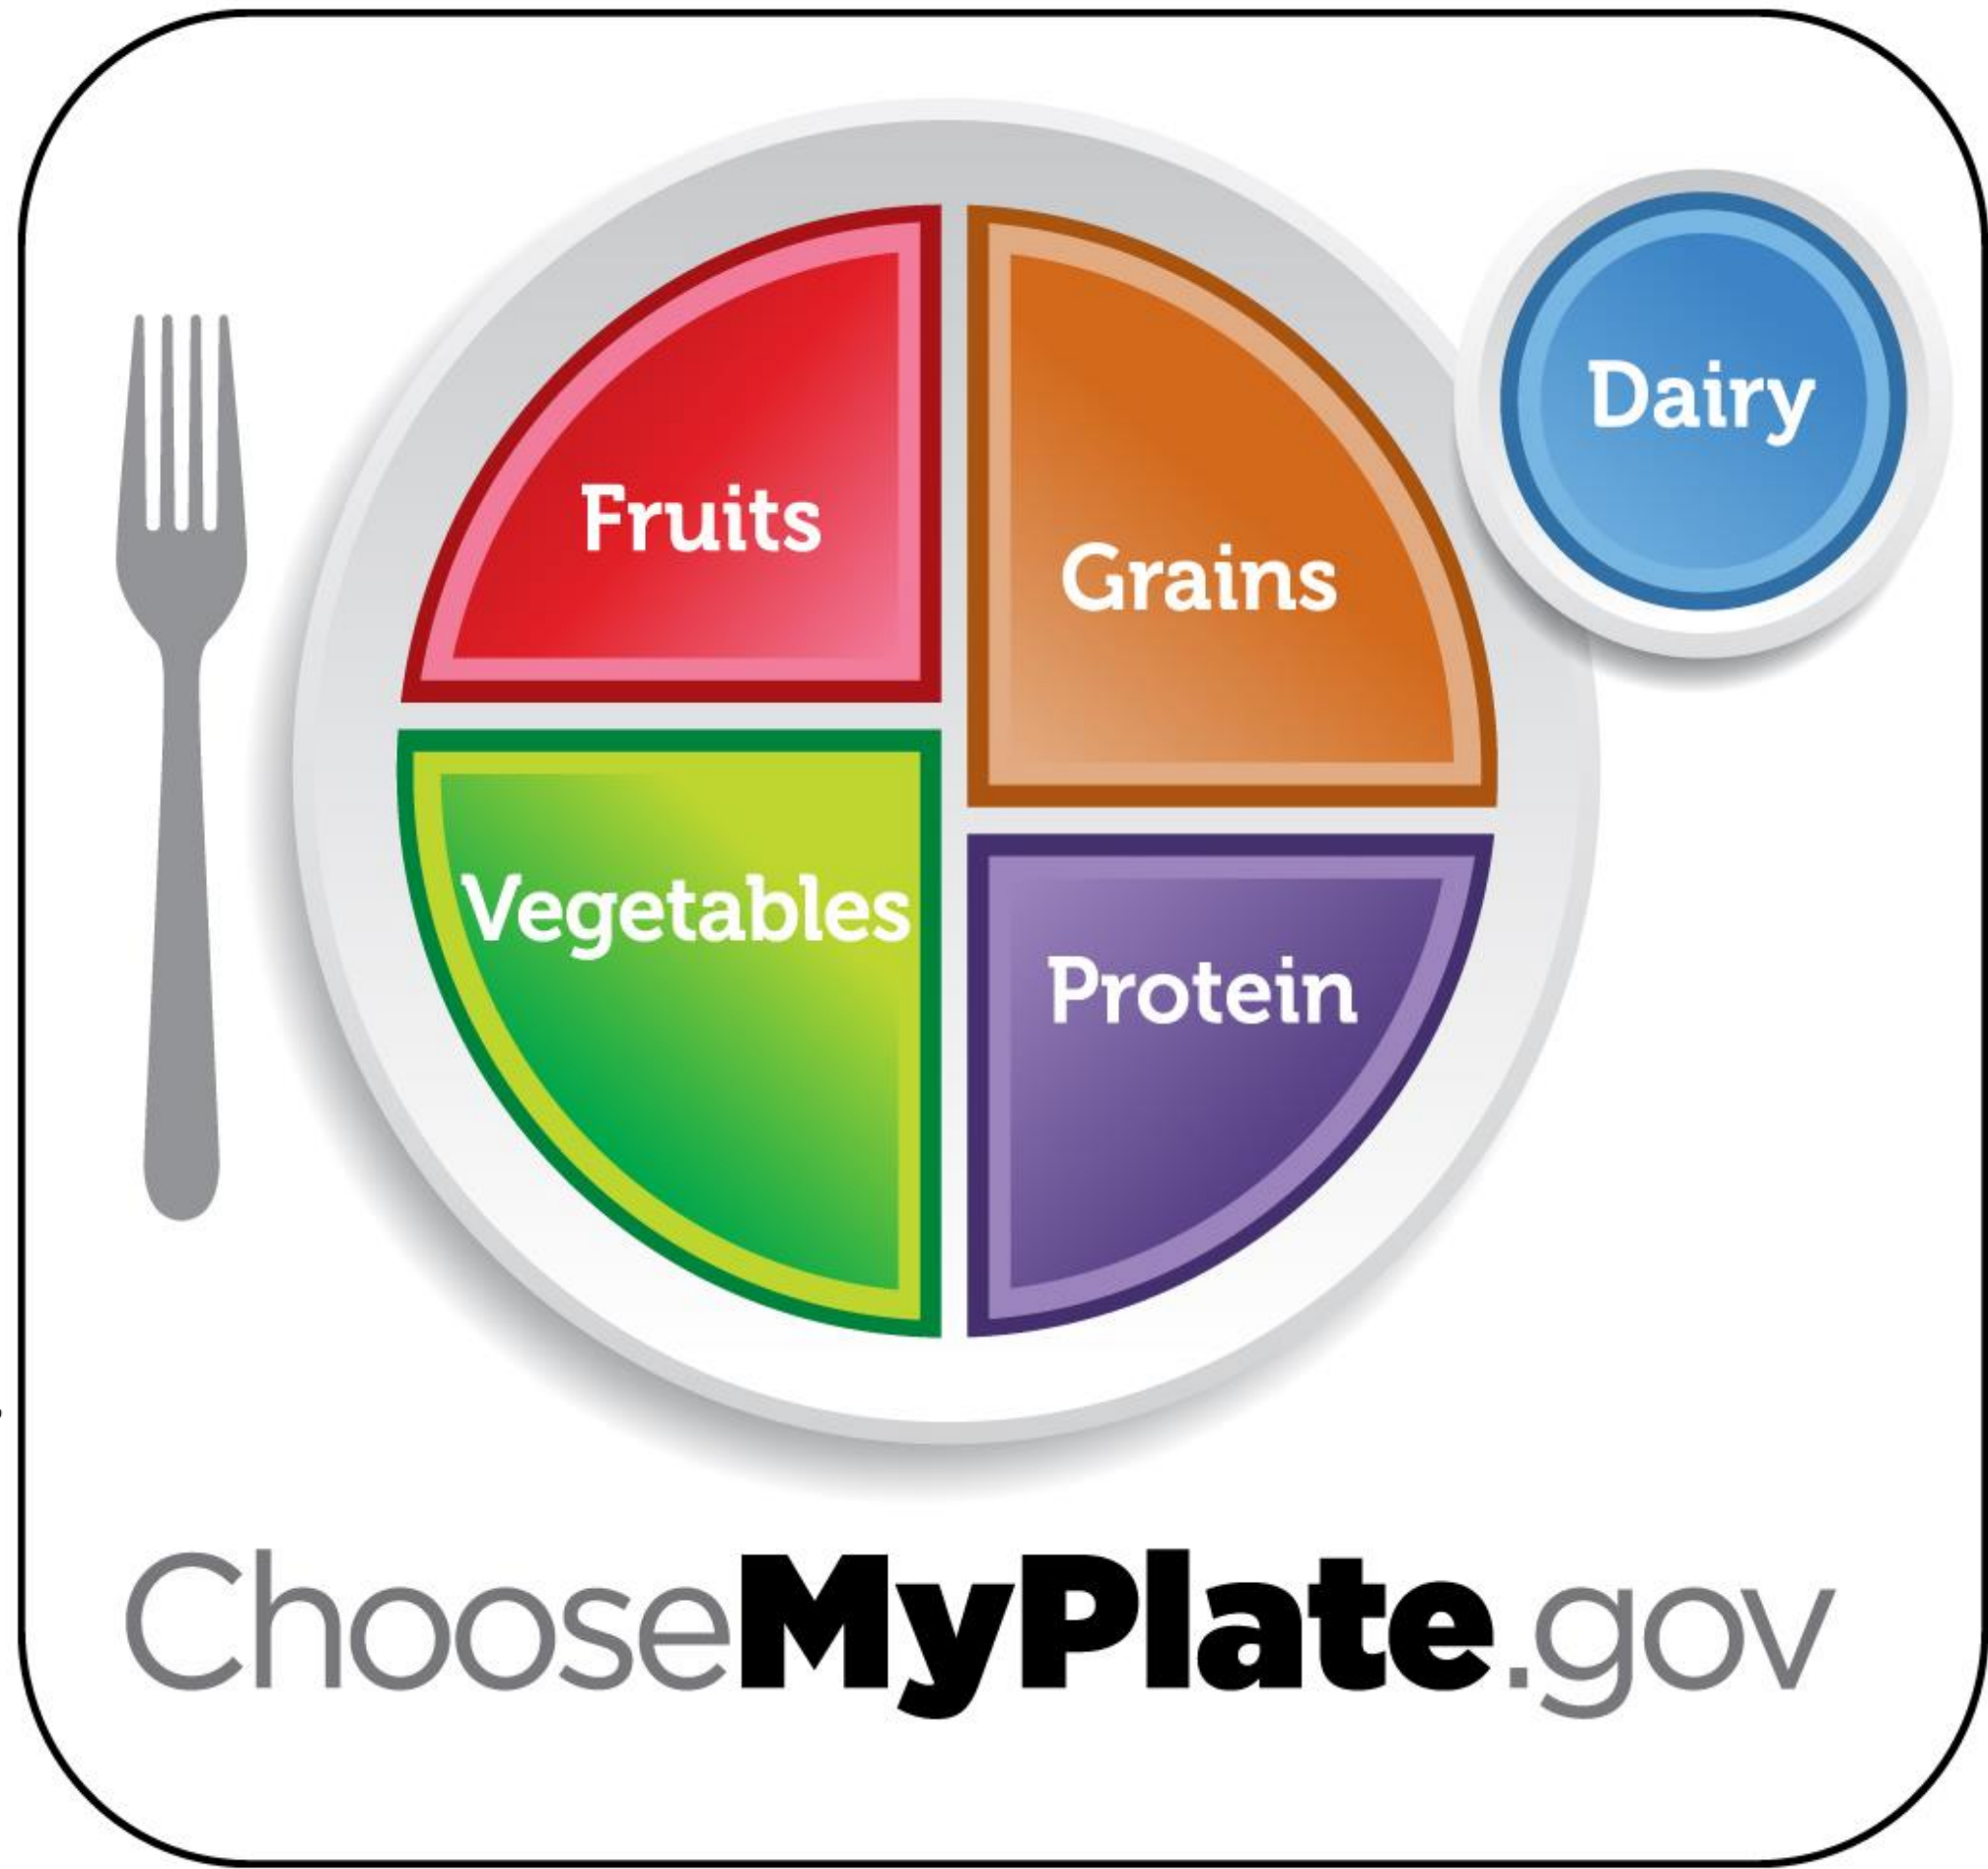 Fruits
Grains
Dairy
Vegetables
Protein
ChooseMyPlate.gov